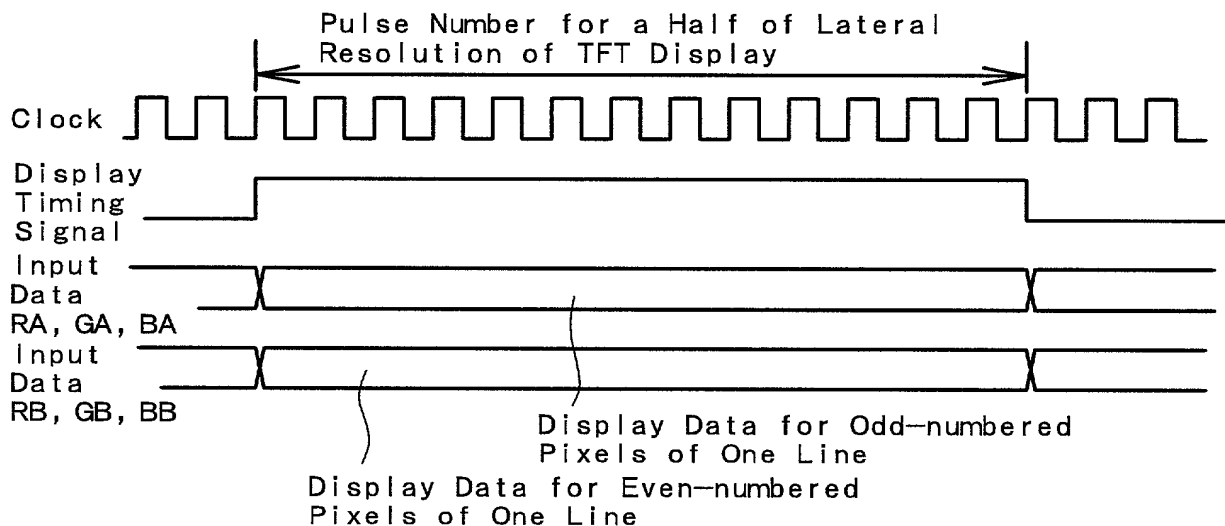 Pulse Number for a Half of Lateral
Resolution of TFT Display
Clock
Display
Timing
Signal
Input
Data
RA, GA, BA
Input
Data
RB, GB, BB
Display Data for Odd-numbered
Pixels of One Line
Display Data for Even-numbered
Pixels of One Line